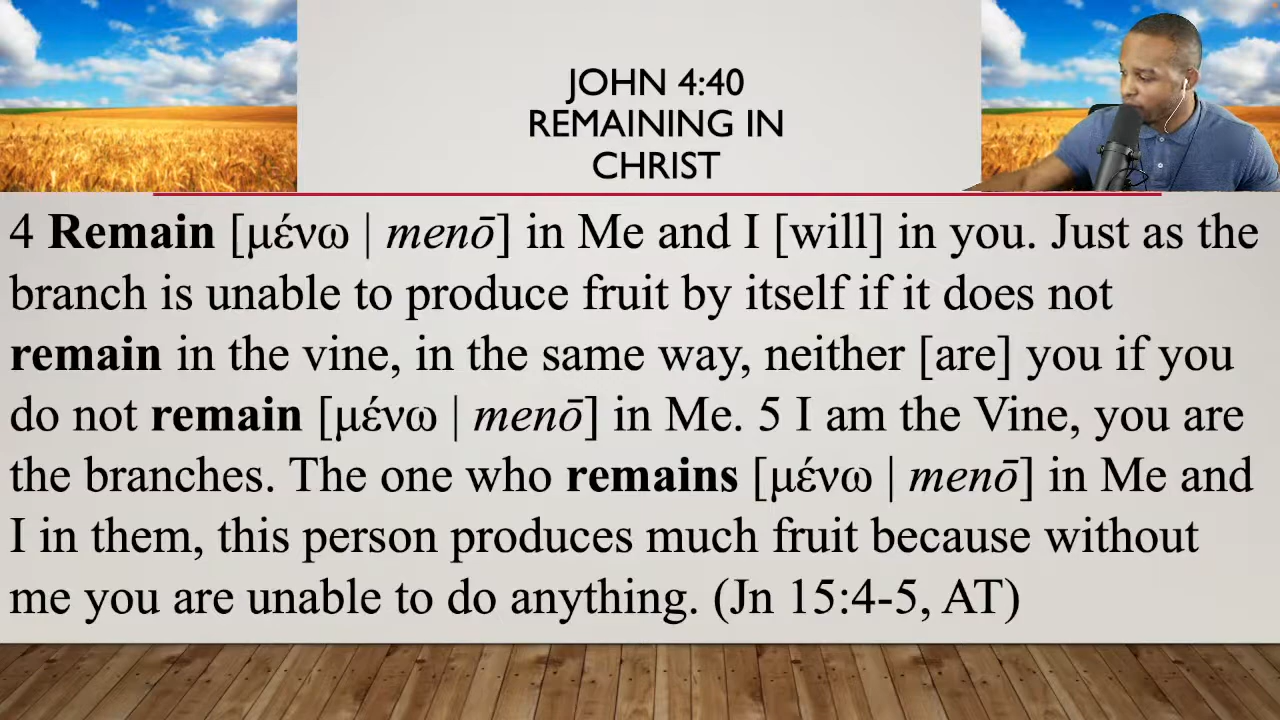 JOHN 4:40
REMAINING IN
CHRIST
4 Remain [μένω | menō] in Me and I [will] in you. Just as the
branch is unable to produce fruit by itself if it does not
remain in the vine, in the same way, neither [are] you if you
do not remain [μένω | menō] in Me. 5 I am the Vine, you are
the branches. The one who remains [μένω | menō] in Me and
I in them, this person produces much fruit because without
me you are unable to do anything. (Jn 15:4-5, AT)